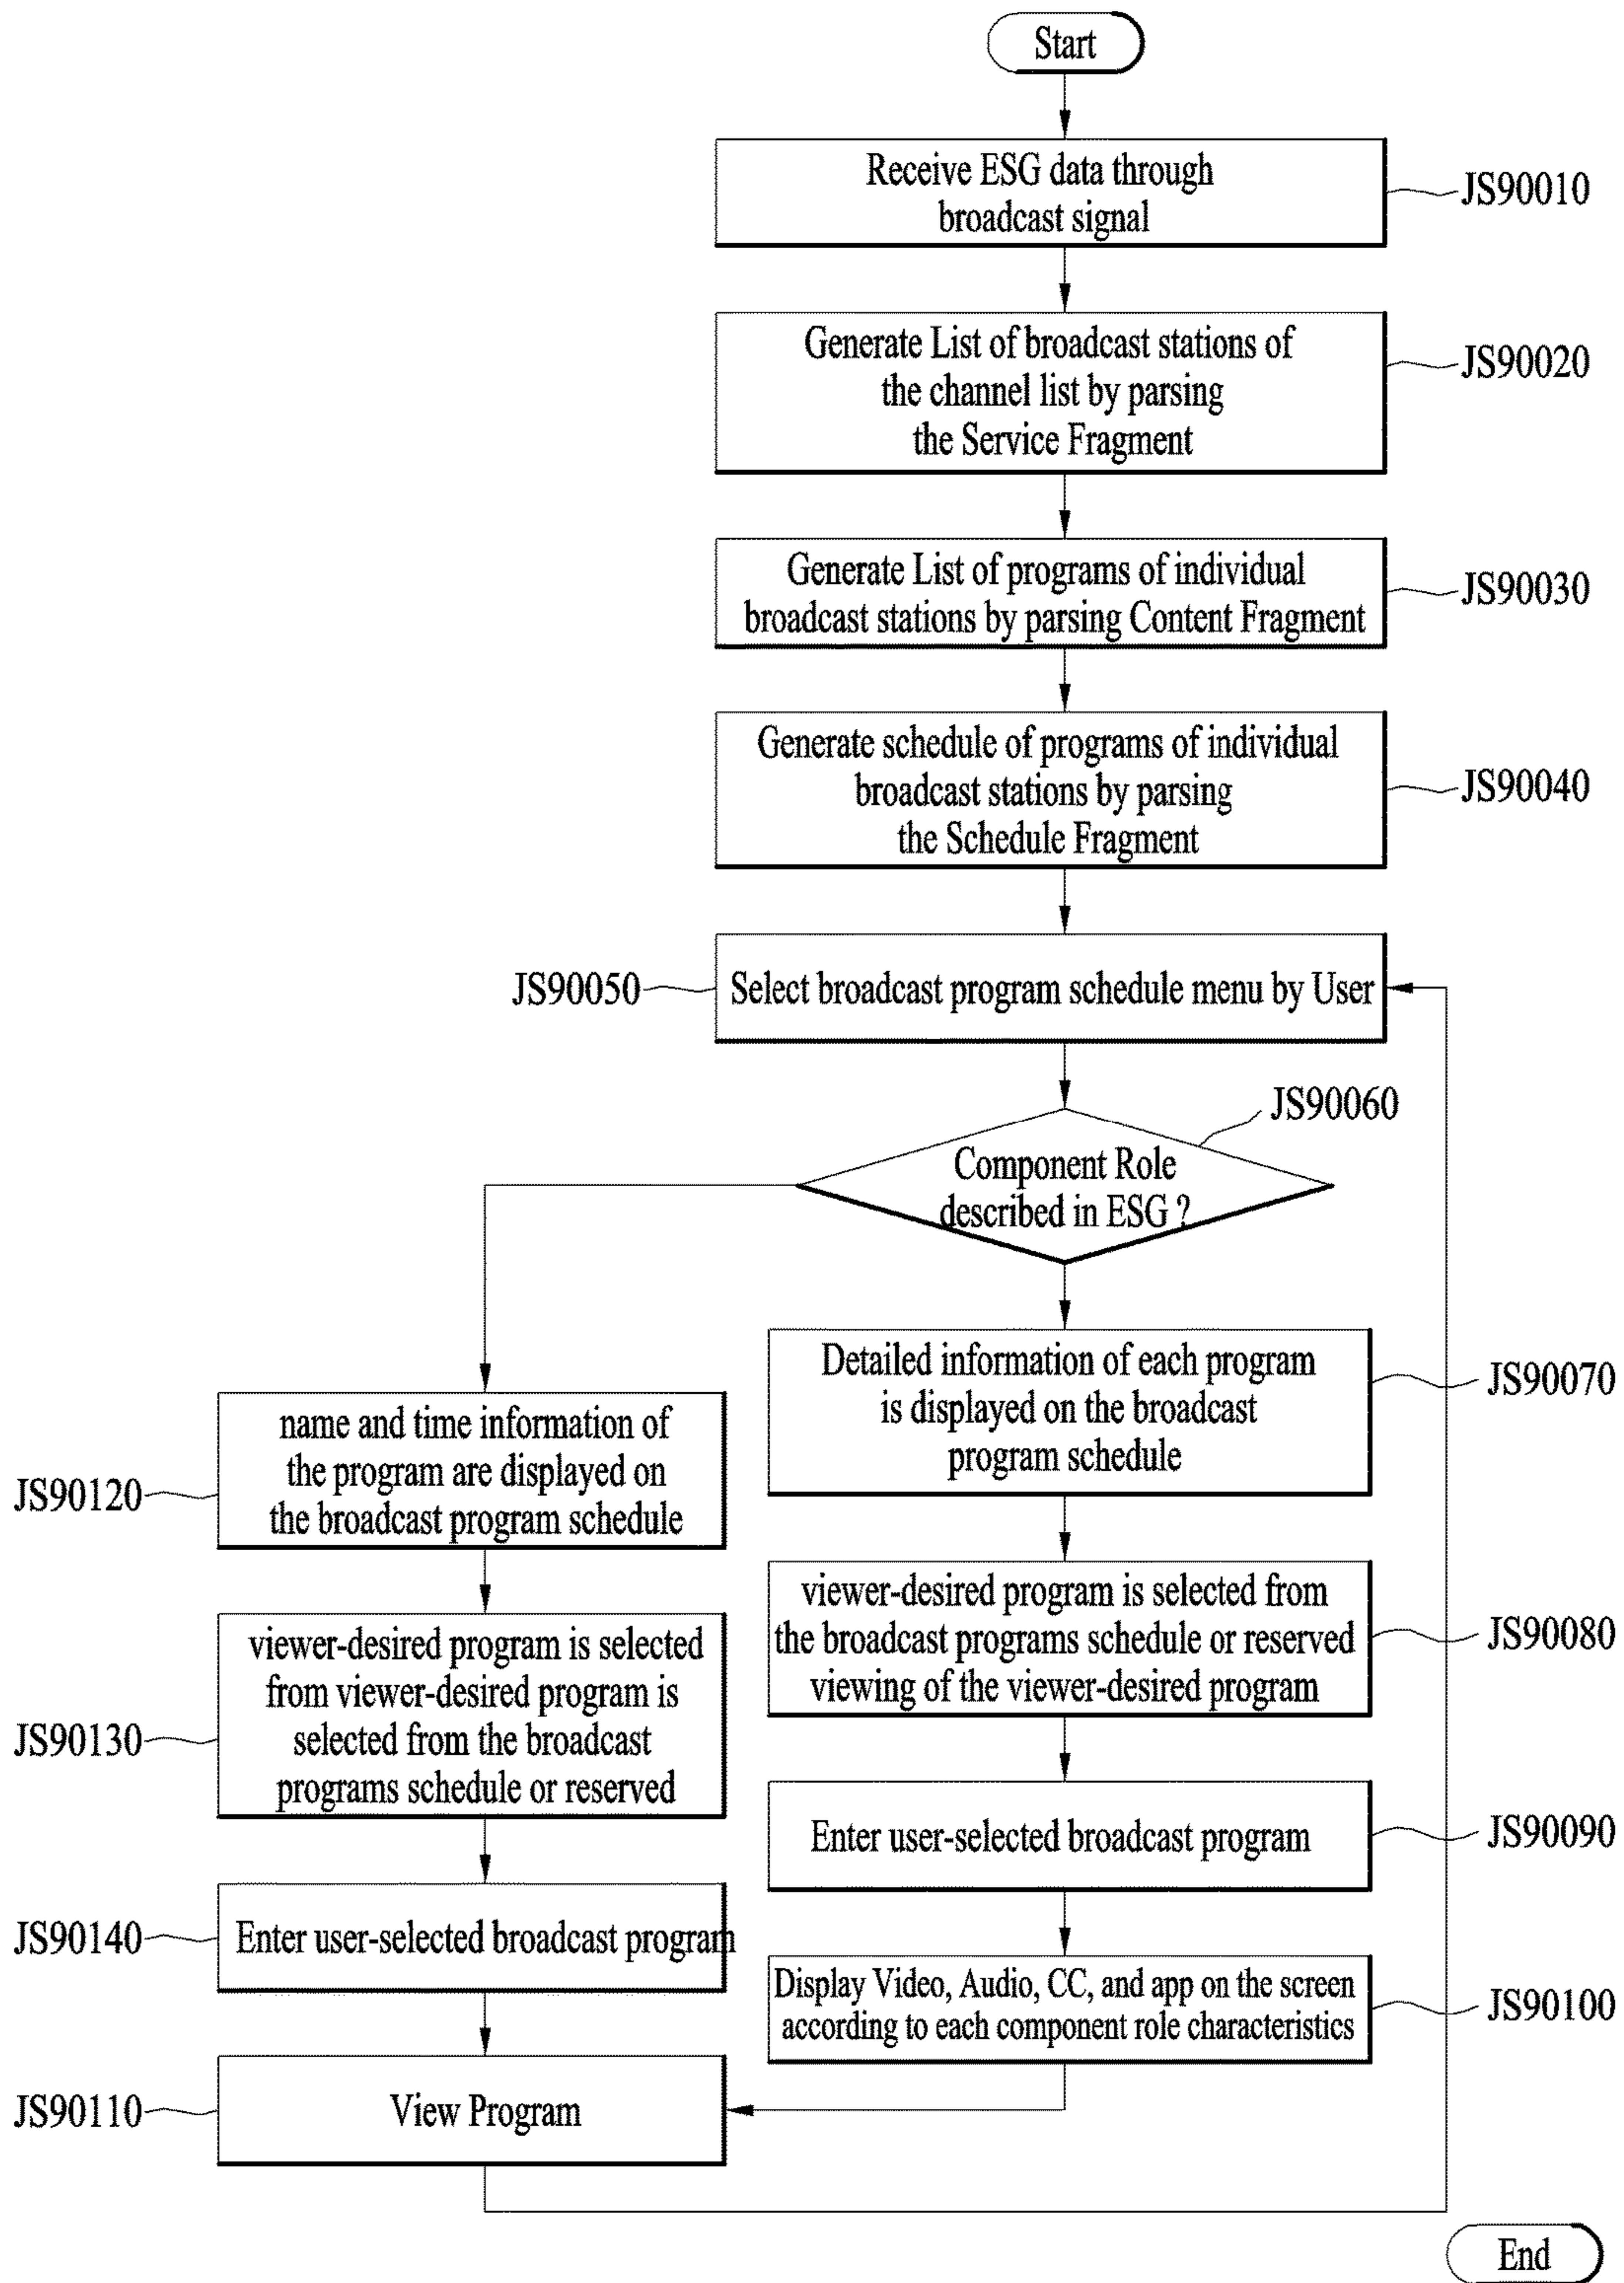 Start
Receive ESG data through
broadcast signal
JS90010
Generate List of broadcast stations of
the channel list by parsing
the Service Fragment
JS90020
Generate List of programs of individual
broadcast stations by parsing Content Fragment
JS90030
Generate schedule of programs of individual
broadcast stations by parsing
the Schedule Fragment
JS90040
JS90050
Select broadcast program schedule menu by User
JS90060
Component Role
described in ESG ?
Detailed information of each program
is displayed on the broadcast
program schedule
JS90070
name and time information of
the program are displayed on
the broadcast program schedule
JS90120
viewer-desired program is selected from
the broadcast programs schedule or reserved
viewing of the viewer-desired program
JS90080
viewer-desired program is selected
from viewer-desired program is
selected from the broadcast
programs schedule or reserved
JS90130
Enter user-selected broadcast program
JS90090
JS90140
Enter user-selected broadcast program
Display Video, Audio, CC, and app on the screen
according to each component role characteristics
JS90100
JS90110
View Program
End